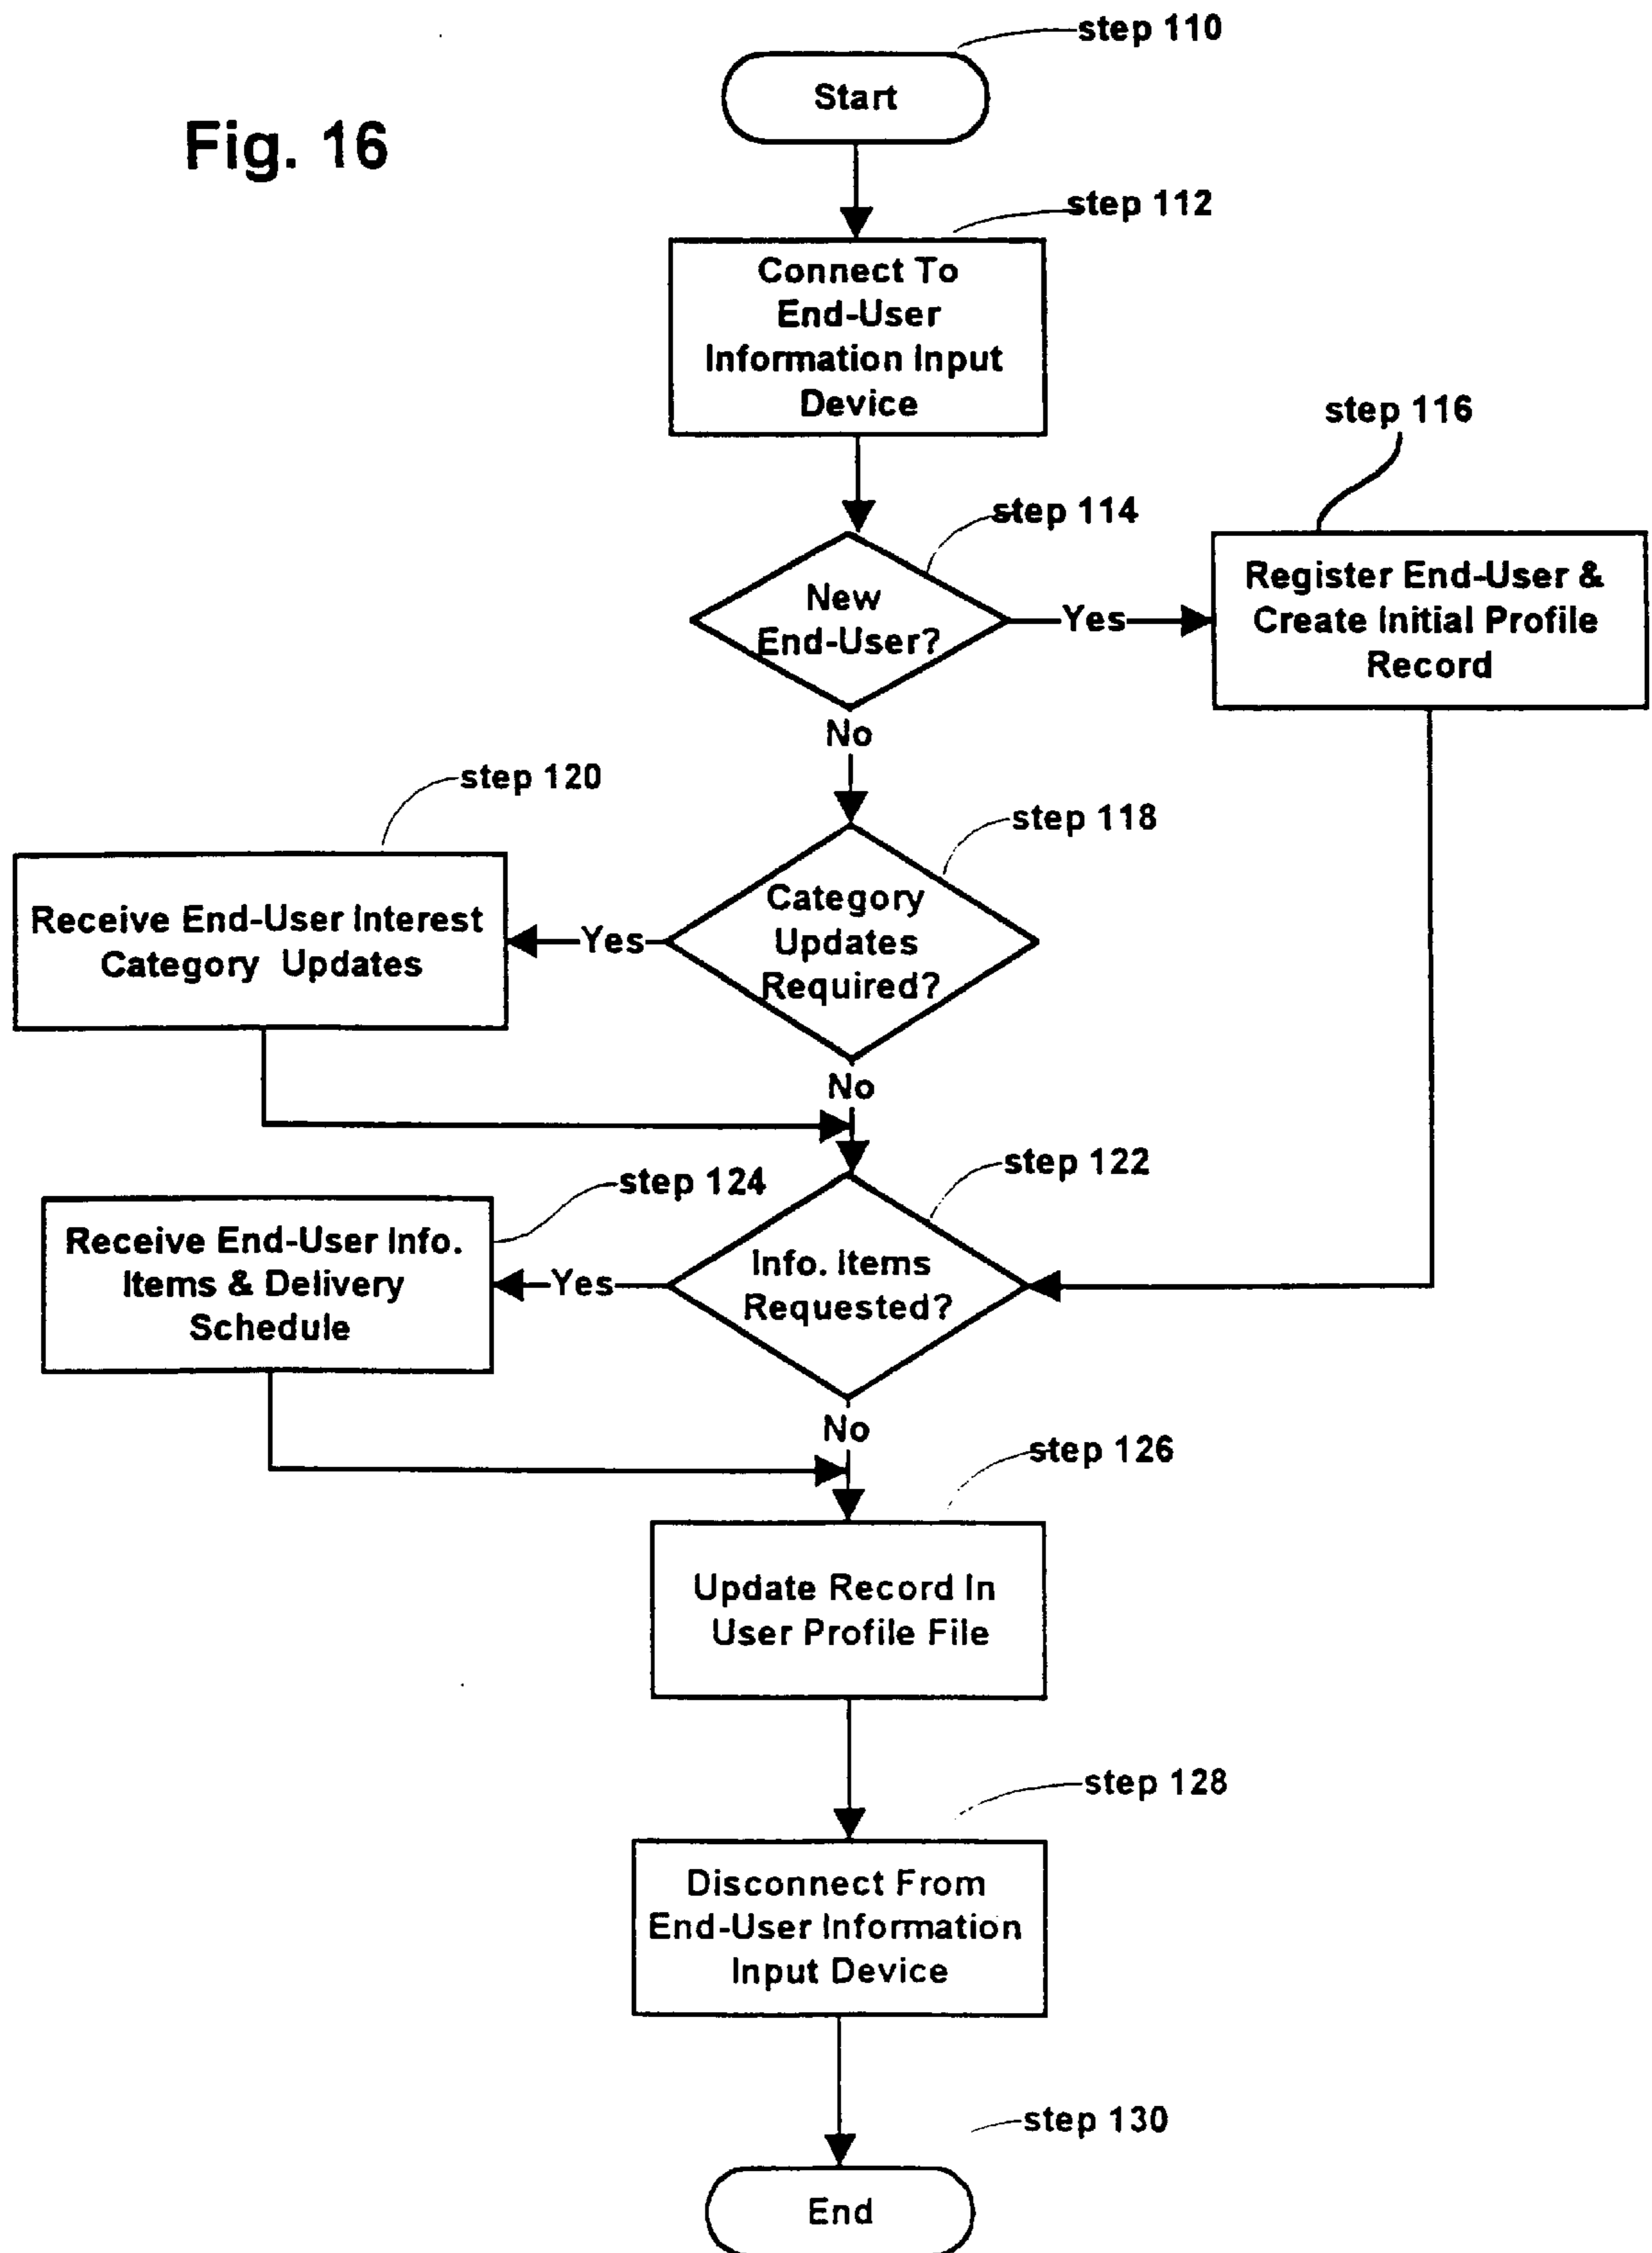 step 110
Start
Fig. 16
step 112
Connect To
End-User
Information Input
Device
step 116
step 114
New
End-User?
Yes
Register End-User &
Create Initial Profile
Record
No
step 120
step 118
Receive End-User Interest
Category Updates
Yes
Category
Updates
Required?
No
step 124
step 122
Receive End-User Info.
Items & Delivery
Schedule
Yes
Info. Items
Requested?
No
step 126
Update Record In
User Profile File
step 128
Disconnect From
End-User Information
Input Device
step 130
End